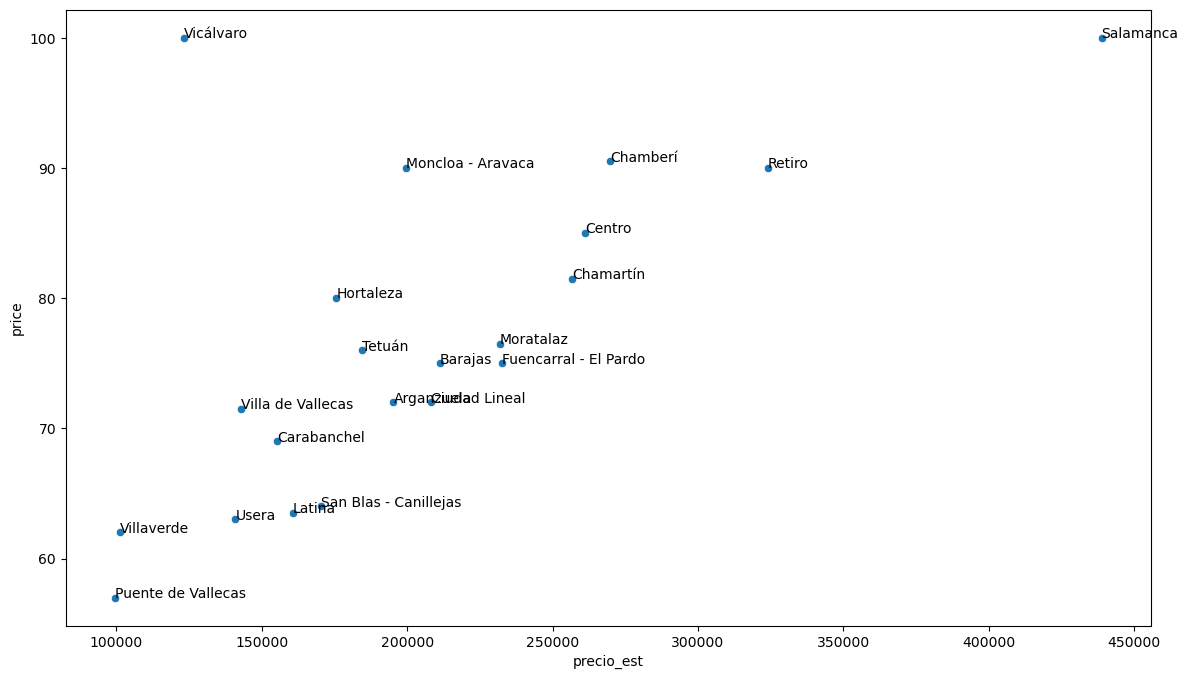 100
Vicálvaro
Salamanca
90
Moncloa - Aravaca
Chamberí
Retiro
Centro
Chamartín
80
Hortaleza
Moratalaz
Tetuán
Barajas
Fuencarral - El Pardo
Arganzuela
Ciudad Lineal
Villa de Vallecas
70
Carabanchel
San Blas - Canillejas
Latina
Usera
Villaverde
60
Puente de Vallecas
price
100000
150000
200000
250000
300000
350000
400000
450000
precio_est